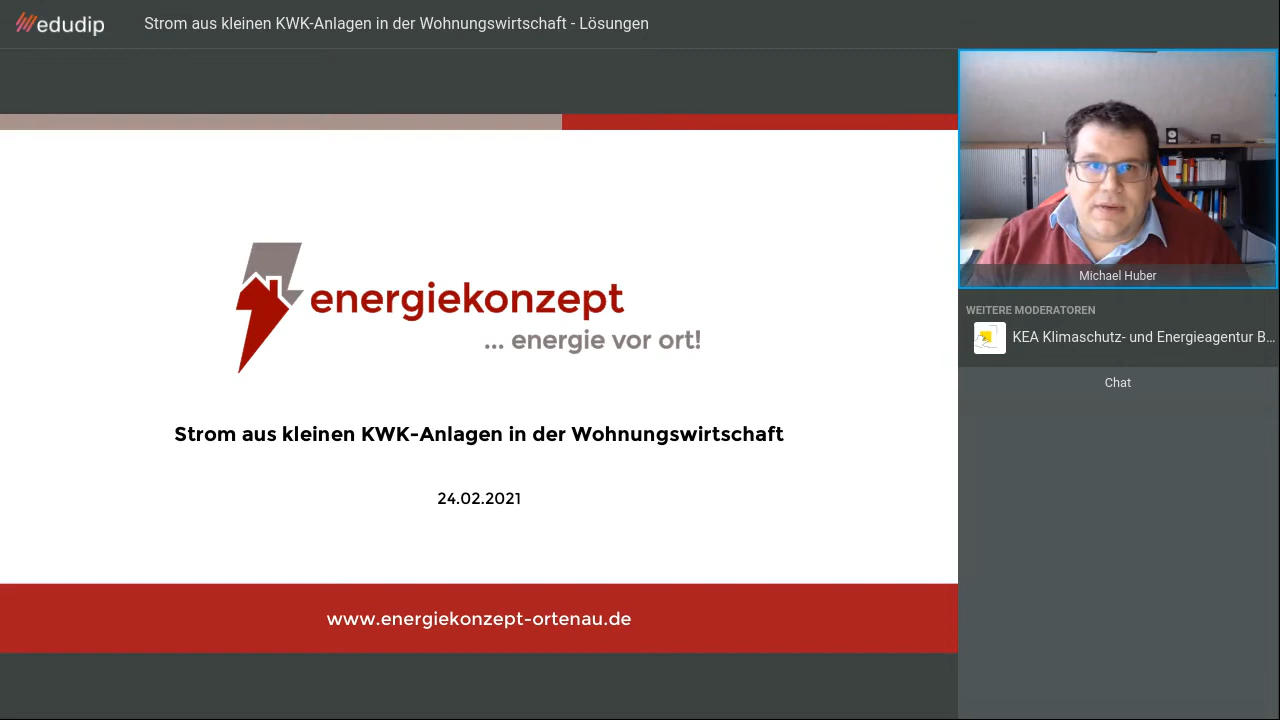 edudip
Strom aus kleinen KWK-Anlagen in der Wohnungswirtschaft - Lösungen
energiekonzept
... energie vor ort!
Strom aus kleinen KWK-Anlagen in der Wohnungswirtschaft
24.02.2021
www.energiekonzept-ortenau.de
Michael Huber
WEITERE MODERATOREN
KEA Klimaschutz- und Energieagentur B...
Chat